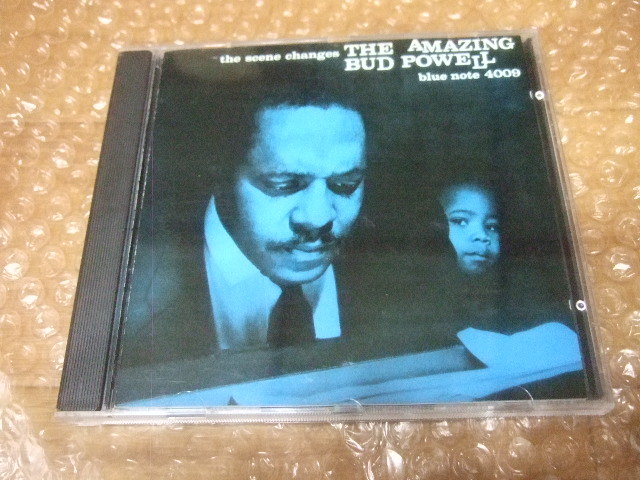 the scene changes THE AMAZING
BUD POWELL
blue note 4009